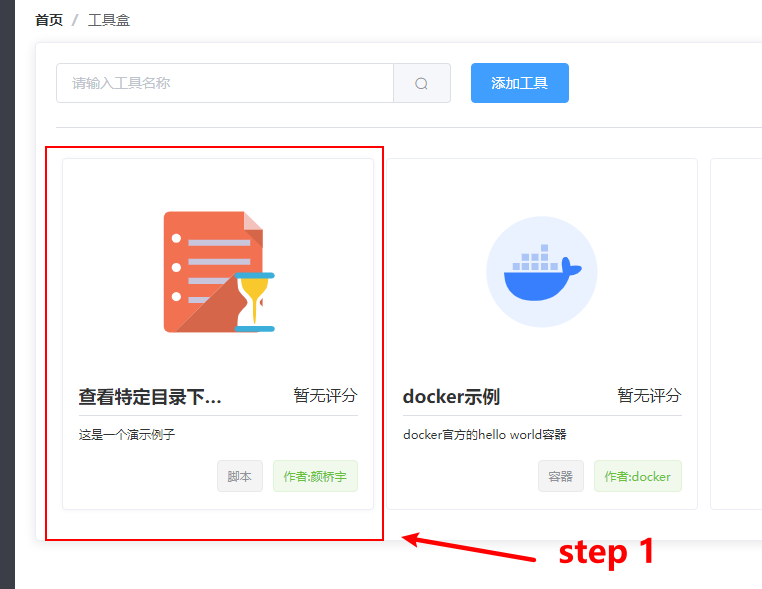 首页 / 工具盒
请输入工具名称
添加工具
查看特定目录下... 暂无评分
这是一个演示例子
脚本 作者:颜桥宇
docker示例 暂无评分
docker官方的hello world容器
容器 作者:docker
step 1